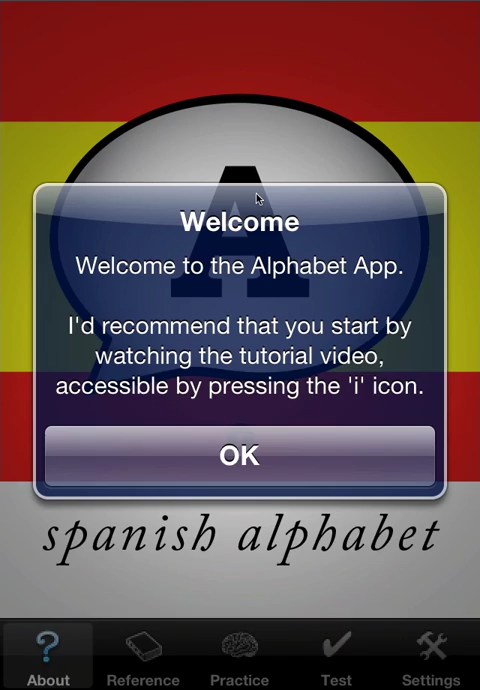 A
Welcome
Welcome to the Alphabet App.
I'd recommend that you start by
watching the tutorial video,
accessible by pressing the 'i' icon.
OK
spanish alphabet
?
About
Reference
Practice
Test
Settings